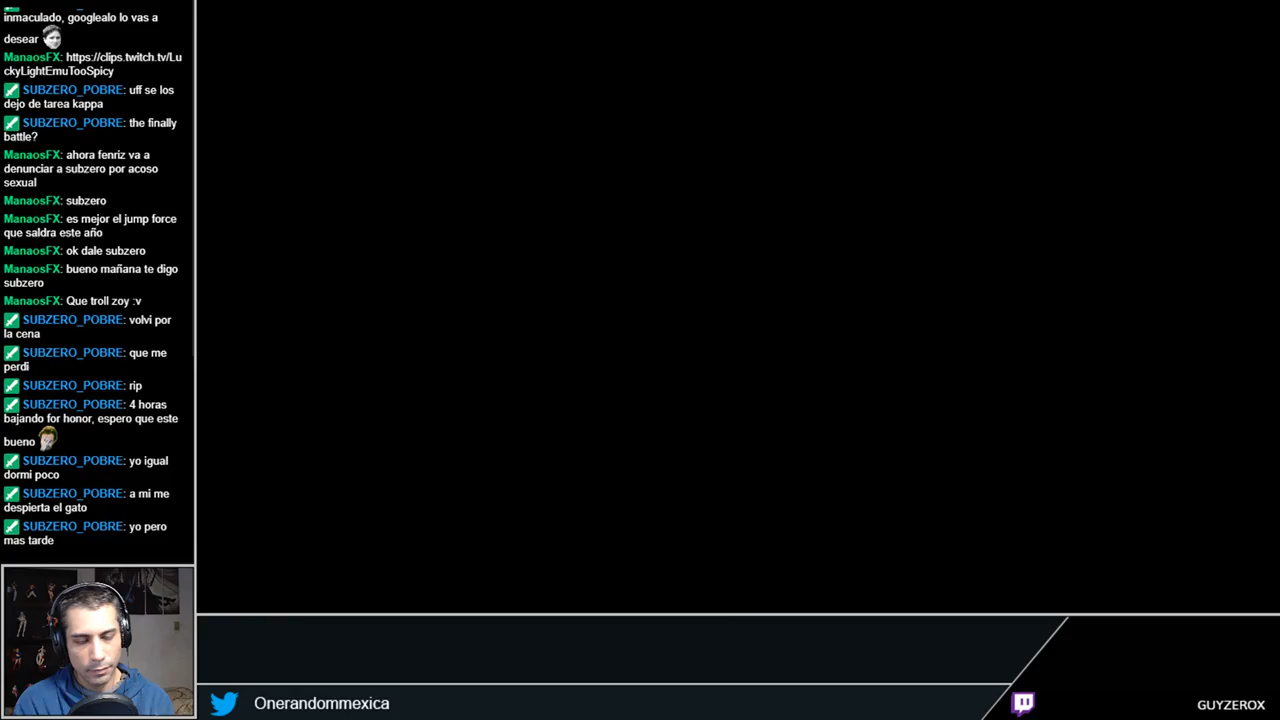 inmaculado, googlealo lo vas a
desear
ManaosFX: https://clips.twitch.tv/Lu
ckyLightEmuTooSpicy
SUBZERO_POBRE: uff se los
dejo de tarea kappa
SUBZERO_POBRE: the finally
battle?
ManaosFX: ahora fenriz va a
denunciar a subzero por acoso
sexual
ManaosFX: subzero
ManaosFX: es mejor el jump force
que saldra este año
ManaosFX: ok dale subzero
ManaosFX: bueno mañana te digo
subzero
ManaosFX: Que troll zoy :v
SUBZERO_POBRE: volvi por
la cena
SUBZERO_POBRE: que me
perdi
SUBZERO_POBRE: rip
SUBZERO_POBRE: 4 horas
bajando for honor, espero que este
bueno
SUBZERO_POBRE: yo igual
dormi poco
SUBZERO_POBRE: a mi me
despierta el gato
SUBZERO_POBRE: yo pero
mas tarde
Onerandommexica
GUYZEROX